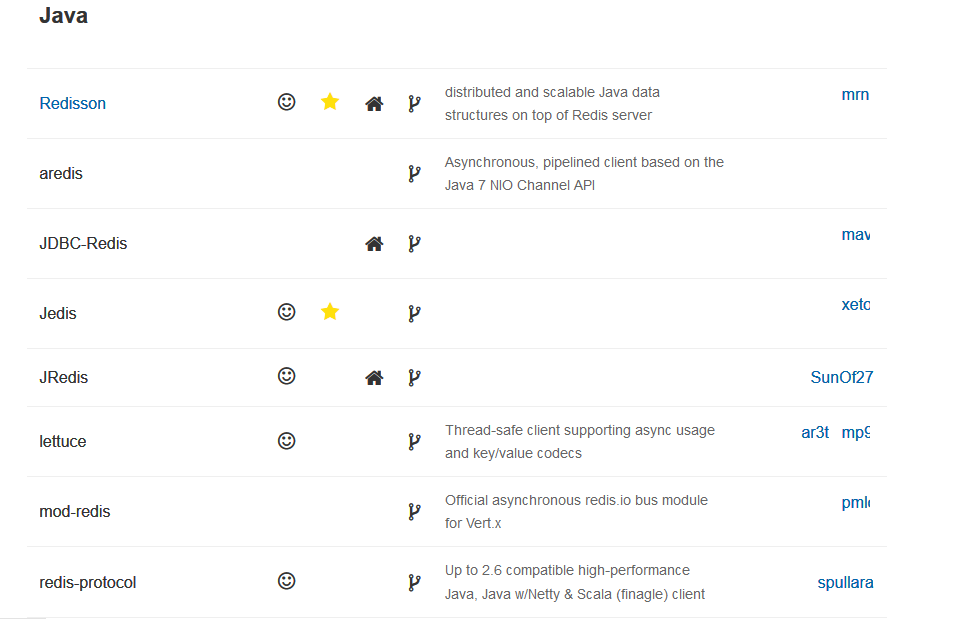 Java
Redisson
distributed and scalable Java data
structures on top of Redis server
mrn
aredis
Asynchronous, pipelined client based on the
Java 7 NIO Channel API
JDBC-Redis
mav
Jedis
xeto
JRedis
SunOf27
lettuce
Thread-safe client supporting async usage
and key/value codecs
ar3t mp9
mod-redis
Official asynchronous redis.io bus module
for Vert.x
pml
redis-protocol
Up to 2.6 compatible high-performance
Java, Java w/Netty & Scala (finagle) client
spullara